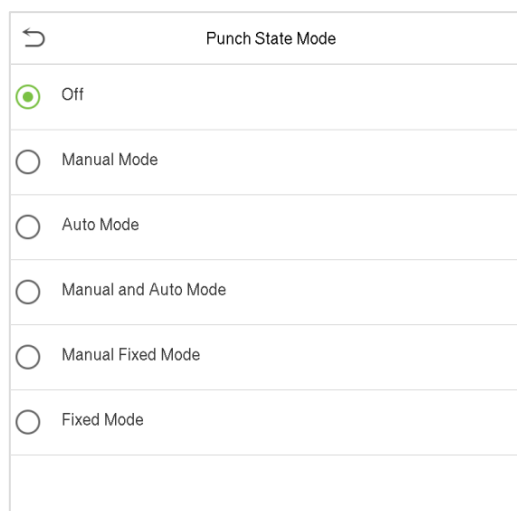 Punch State Mode
Off
Manual Mode
Auto Mode
Manual and Auto Mode
Manual Fixed Mode
Fixed Mode